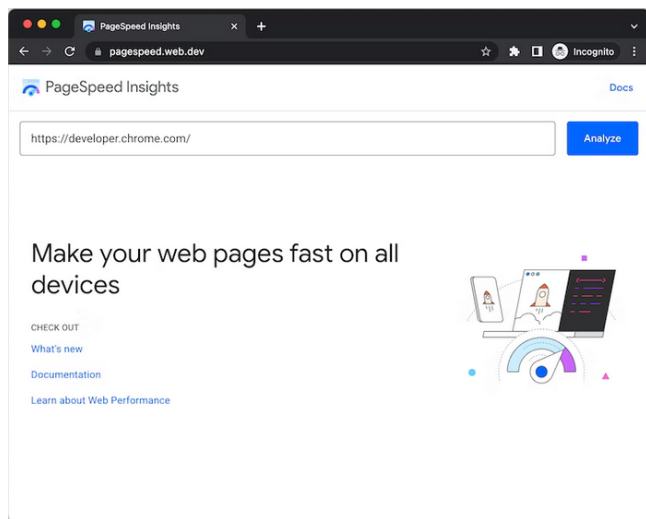 PageSpeed Insights
pagespeed.web.dev
Incognito
PageSpeed Insights
Docs
https://developer.chrome.com/
Analyze
Make your web pages fast on all
devices
CHECK OUT
What's new
Documentation
Learn about Web Performance